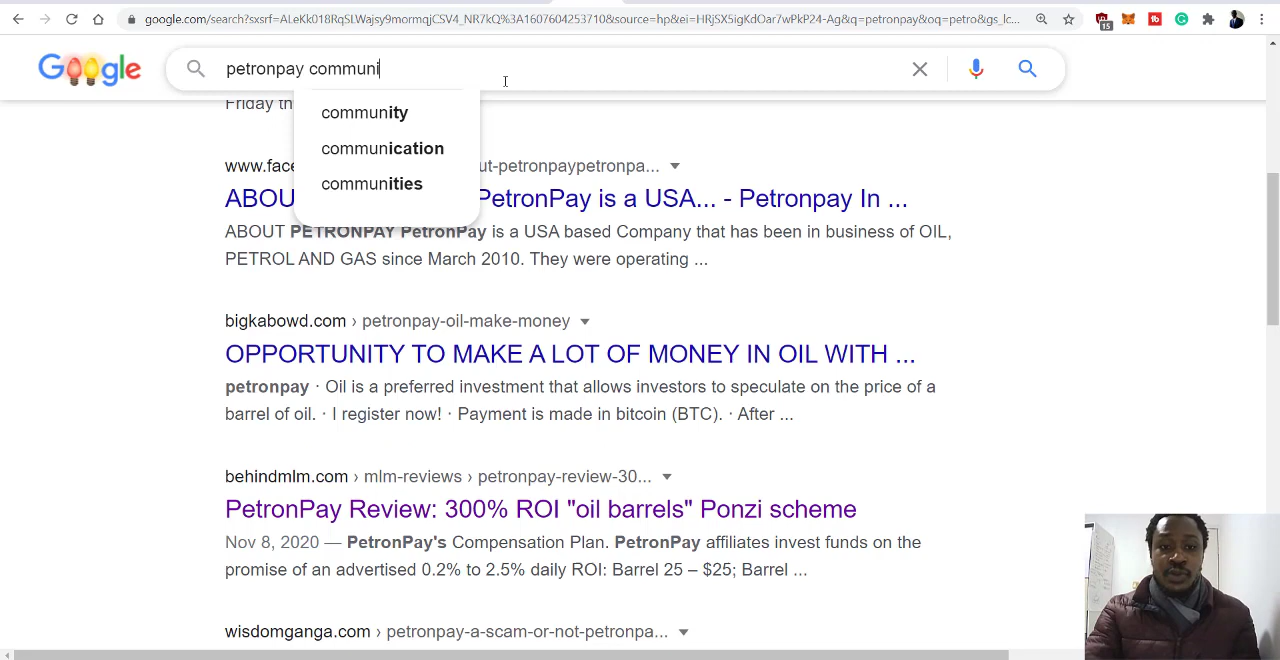 google.com/search?sxsrf=ALeKk018RqSLWajsy9mormqjCSV4_NR7kQ%3A1607604253710&source=hp&ei=HRjSX5igKdOar7wPkP24-Ag&q=petronpay&oq=petro&gs_lc...
15
Google
petronpay communi
community
communication
communities
Friday th
www.face
ut-petronpaypetronpa...
ABOU
PetronPay is a USA... - Petronpay In ...
ABOUT PETRONPAY PetronPay is a USA based Company that has been in business of OIL,
PETROL AND GAS since March 2010. They were operating ...
bigkabowd.com › petronpay-oil-make-money
OPPORTUNITY TO MAKE A LOT OF MONEY IN OIL WITH ...
petronpay · Oil is a preferred investment that allows investors to speculate on the price of a
barrel of oil. · I register now! · Payment is made in bitcoin (BTC). · After ...
behindmlm.com › mlm-reviews › petronpay-review-30...
PetronPay Review: 300% ROI "oil barrels" Ponzi scheme
Nov 8, 2020 — PetronPay's Compensation Plan. PetronPay affiliates invest funds on the
promise of an advertised 0.2% to 2.5% daily ROI: Barrel 25 – $25; Barrel ...
wisdomganga.com › petronpay-a-scam-or-not-petronpa...